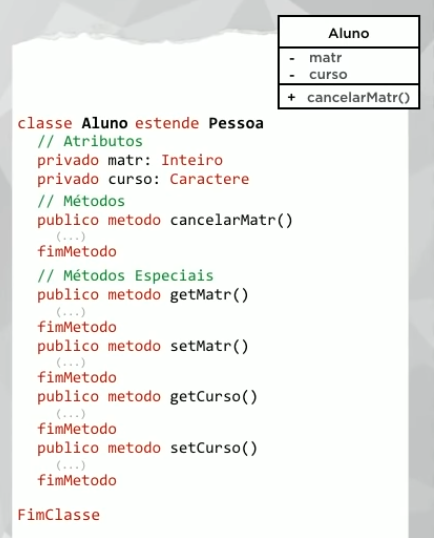 Aluno
- matr
- curso
+ cancelarMatr()
classe Aluno estende Pessoa
// Atributos
privado matr: Inteiro
privado curso: Caractere
// Métodos
publico metodo cancelarMatr()
(...)
fimMetodo
// Métodos Especiais
publico metodo getMatr()
(...)
fimMetodo
publico metodo setMatr()
(...)
fimMetodo
publico metodo getCurso()
(...)
fimMetodo
publico metodo setCurso()
(...)
fimMetodo
FimClasse